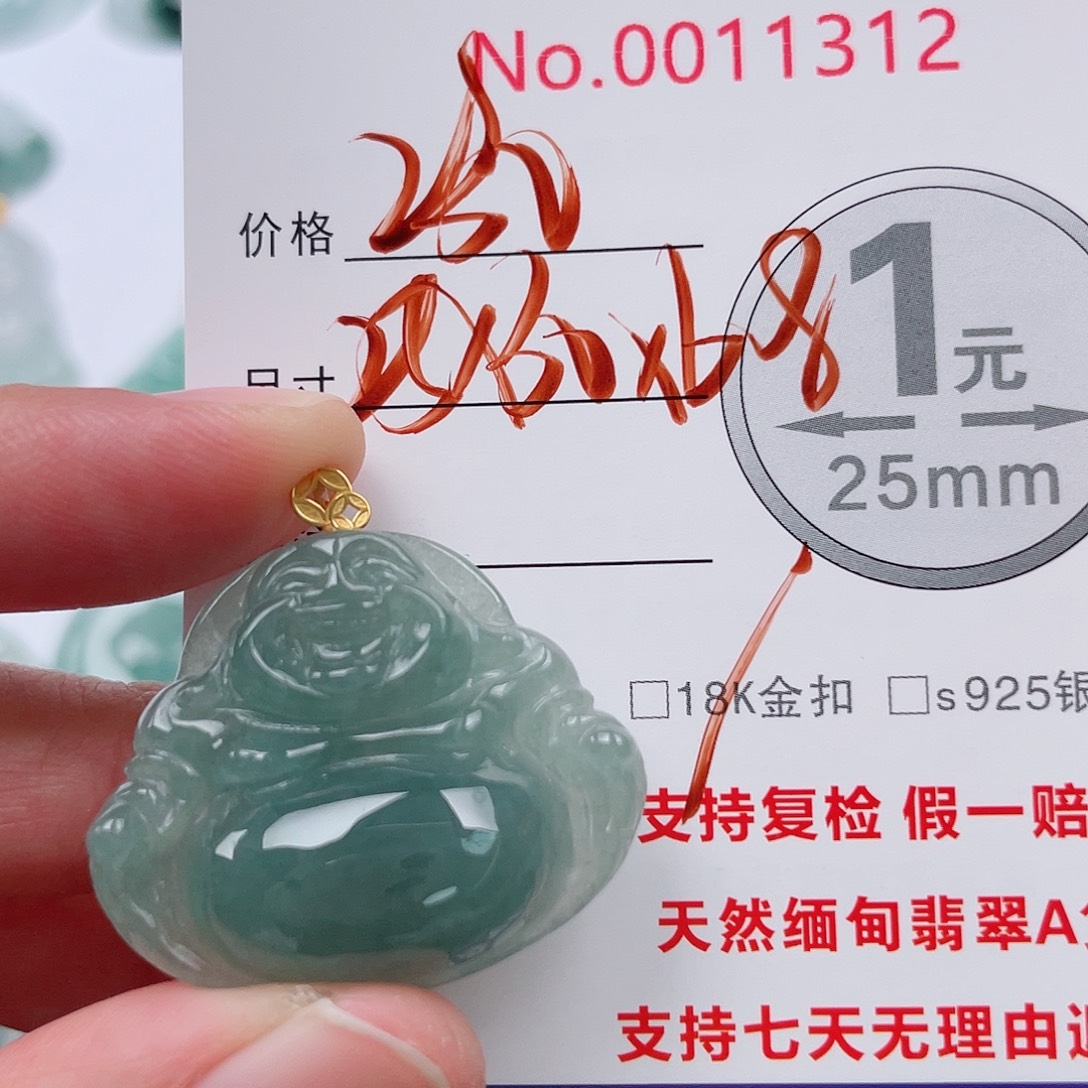 No.0011312
价格
尺寸
1元
25mm
□18K金扣 □s925银
支持复检 假一赔
天然缅甸翡翠A
支持七天无理由